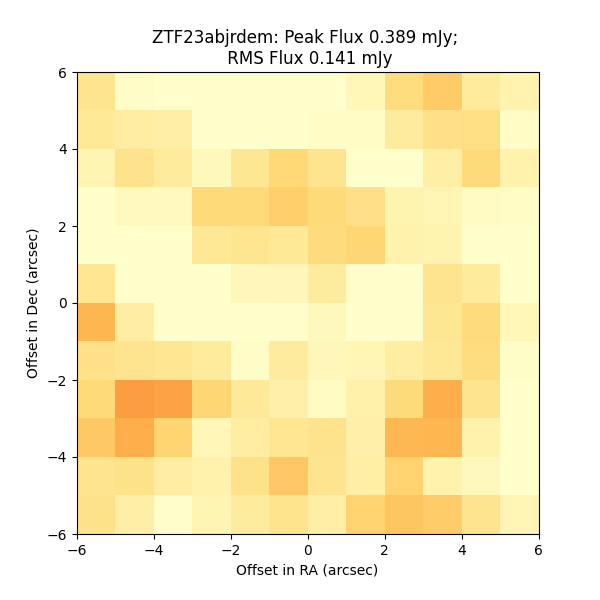 ZTF23abjrdem: Peak Flux 0.389 mJy;
RMS Flux 0.141 mJy
6
4
2
0
−2
−4
−6
Offset in Dec (arcsec)
−6 −4 −2 0 2 4 6
Offset in RA (arcsec)